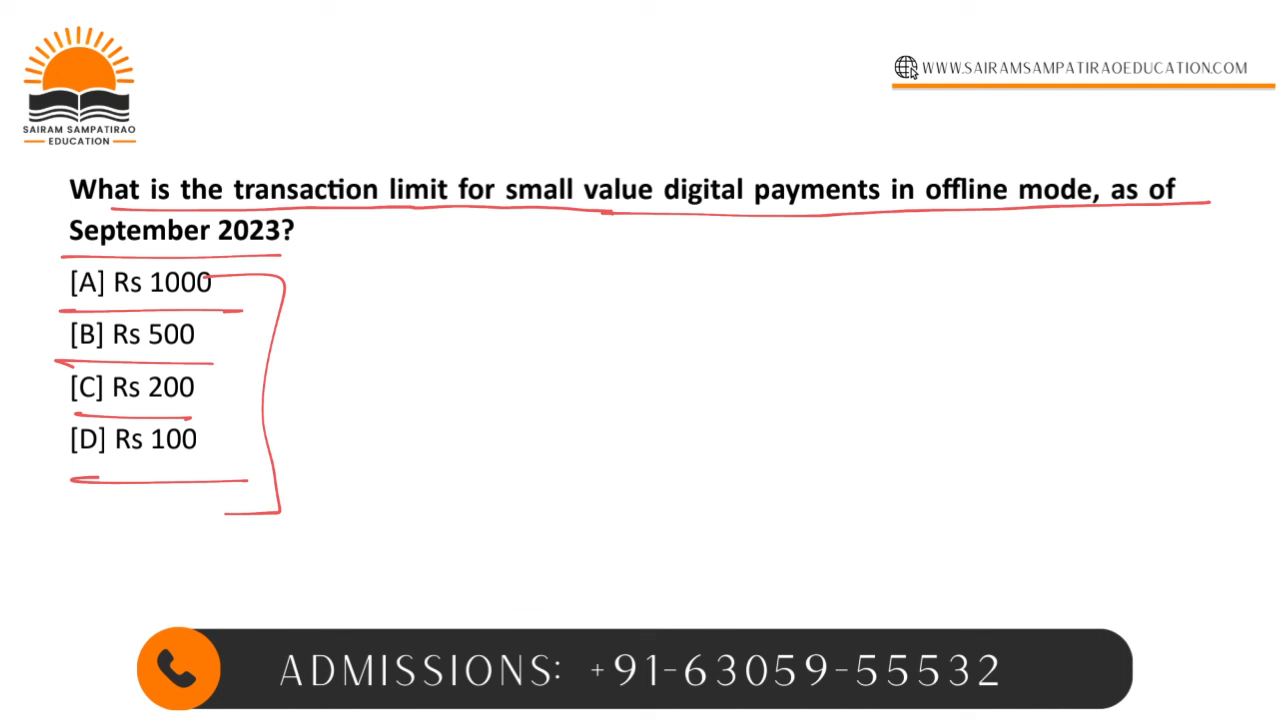 SAIRAM SAMPATIRAO
EDUCATION
WWW.SAIRAMSAMPATIRAOEDUCATION.COM
What is the transaction limit for small value digital payments in offline mode, as of
September 2023?
[A] Rs 1000
[B] Rs 500
[C] Rs 200
[D] Rs 100
ADMISSIONS: +91-63059-55532